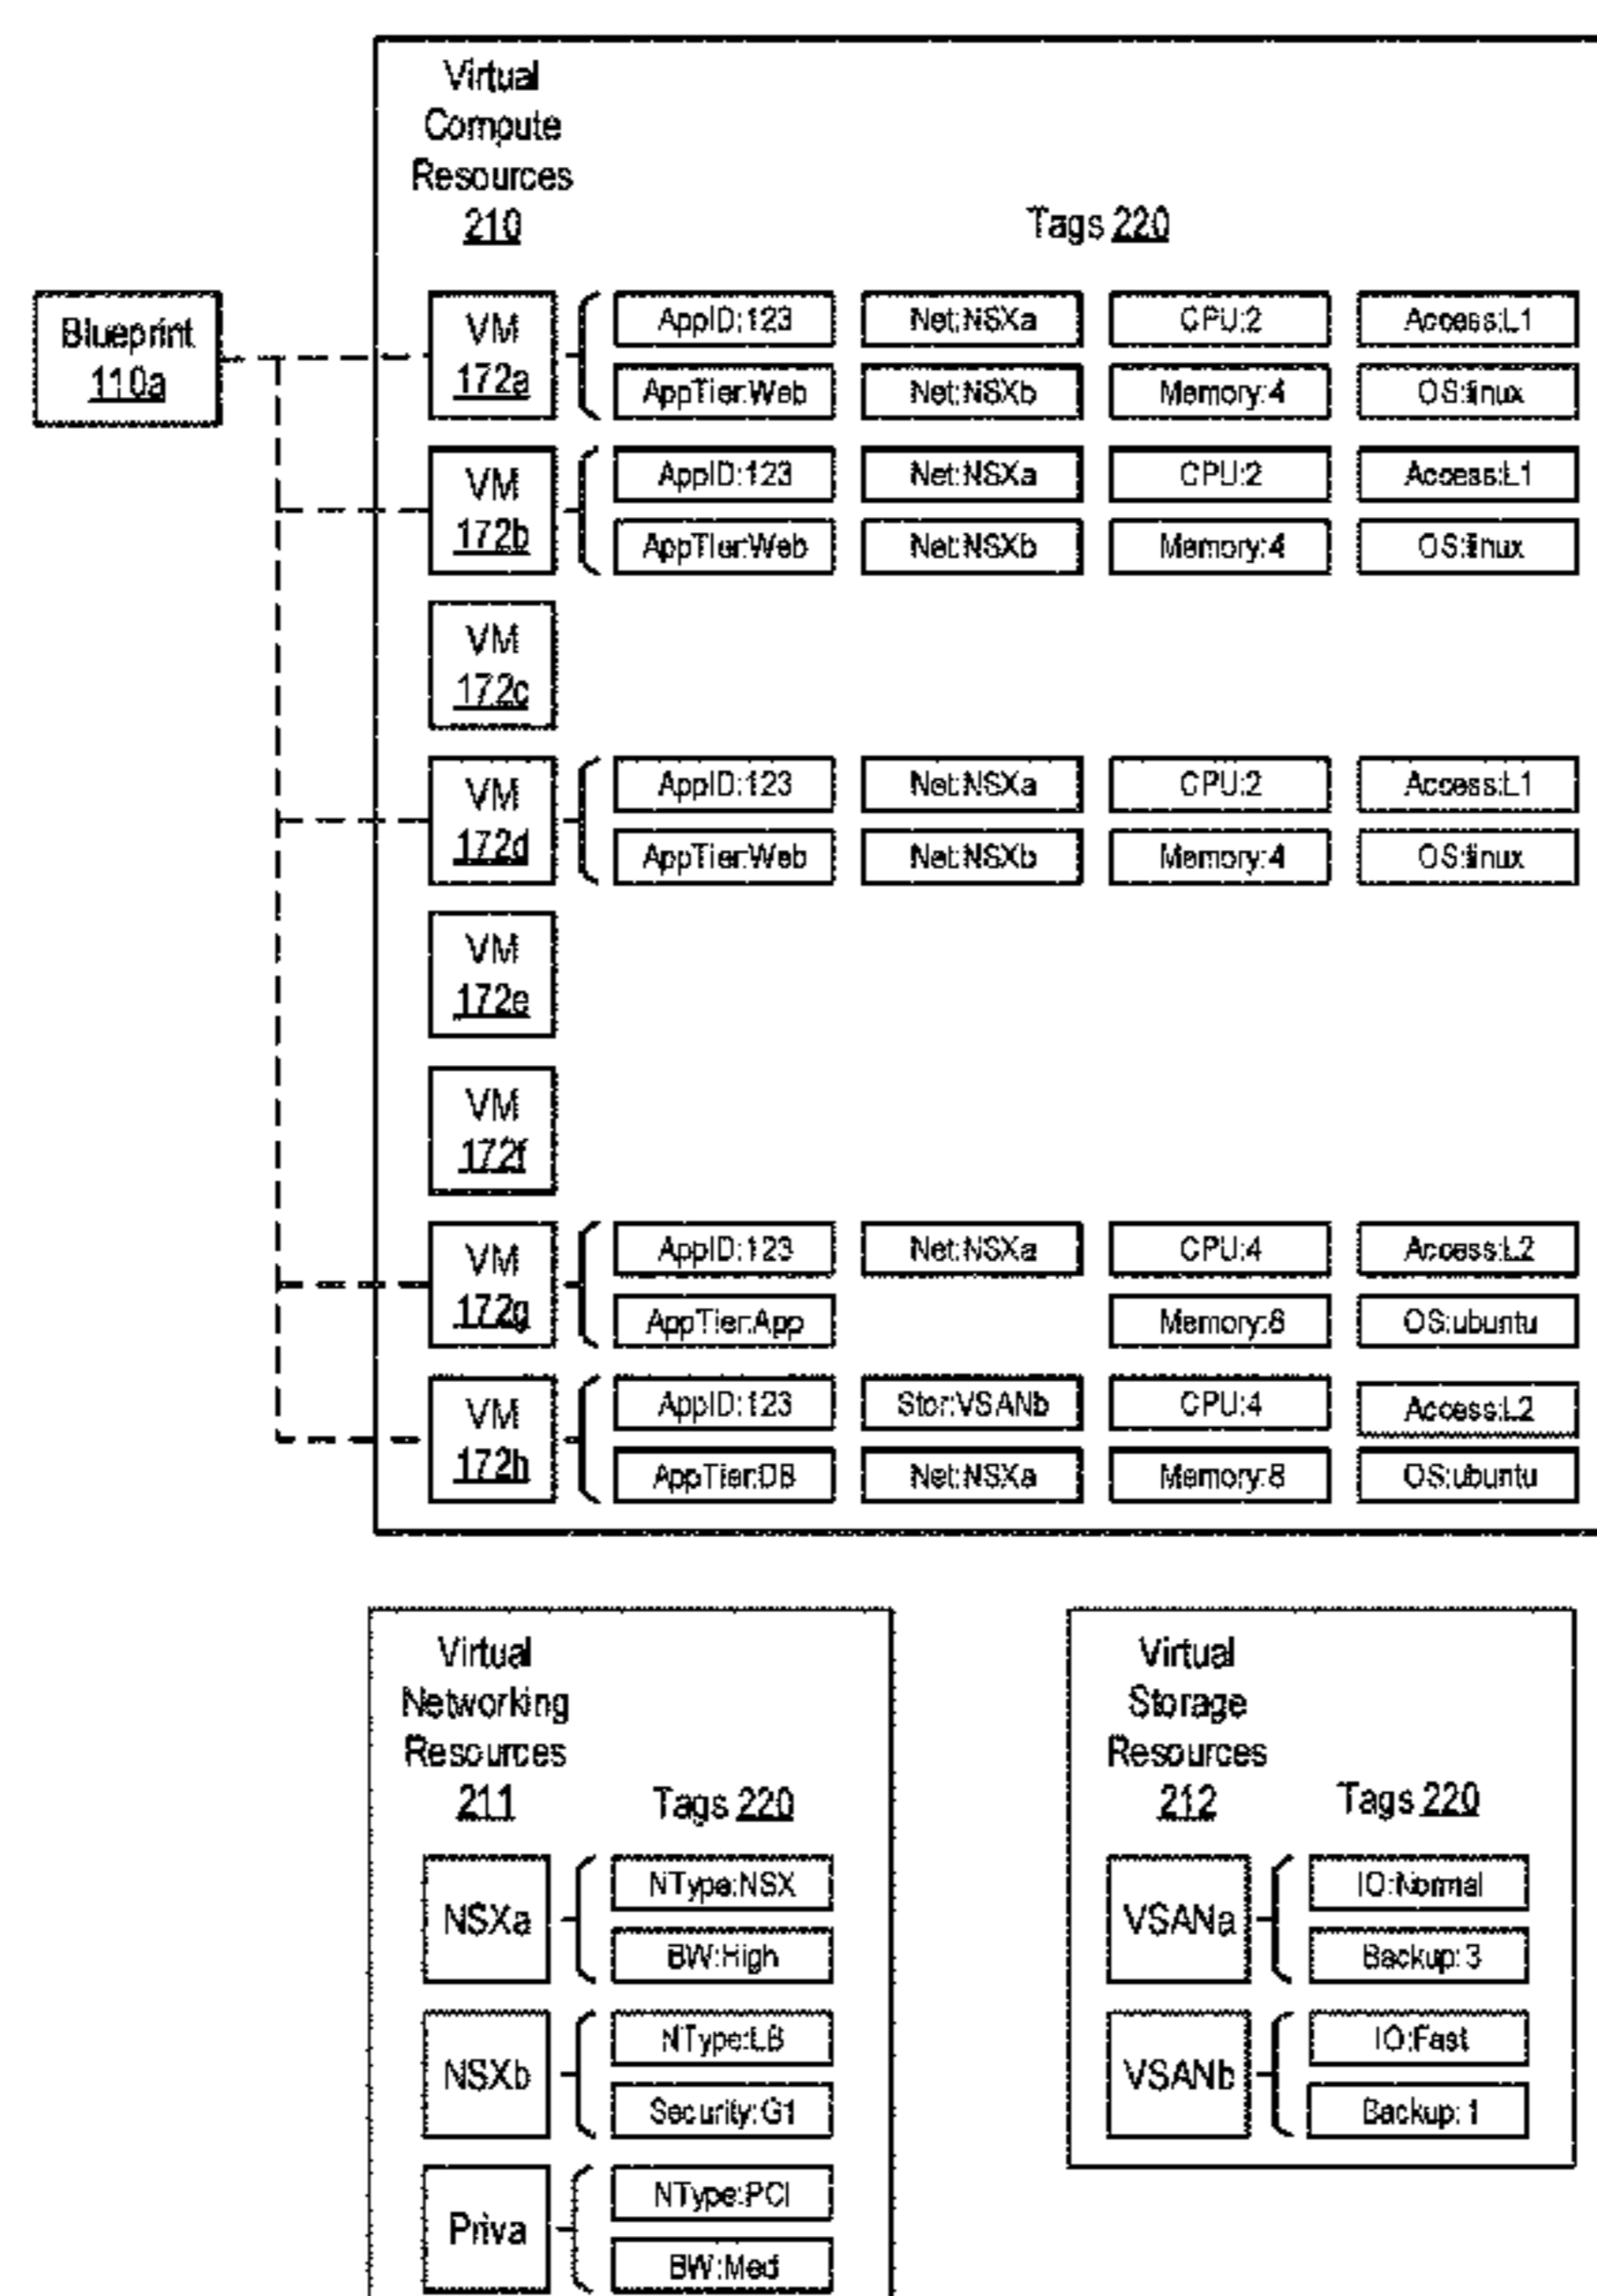 Virtual
Compute
Resources
210
Tags 220
Blueprint
110a
VM
172a
AppID:123 Net:NSXa CPU:2 Access:L1
AppTier:Web Net:NSXb Memory:4 OS:linux
VM
172b
AppID:123 Net:NSXa CPU:2 Access:L1
AppTier:Web Net:NSXb Memory:4 OS:linux
VM
172c
VM
172d
AppID:123 Net:NSXa CPU:2 Access:L1
AppTier:Web Net:NSXb Memory:4 OS:linux
VM
172e
VM
172f
VM
172g
AppID:123 Net:NSXa CPU:4 Access:L2
AppTier:App Memory:8 OS:ubuntu
VM
172h
AppID:123 Stor:VSANb CPU:4 Access:L2
AppTier:DB Net:NSXa Memory:8 OS:ubuntu
Virtual
Networking
Resources
211
Tags 220
NSXa
NType:NSX
BW:High
NSXb
NType:LB
Security:G1
Priva
NType:PCI
BW:Med
Virtual
Storage
Resources
212
Tags 220
VSANa
IO:Normal
Backup:3
VSANb
IO:Fast
Backup:1